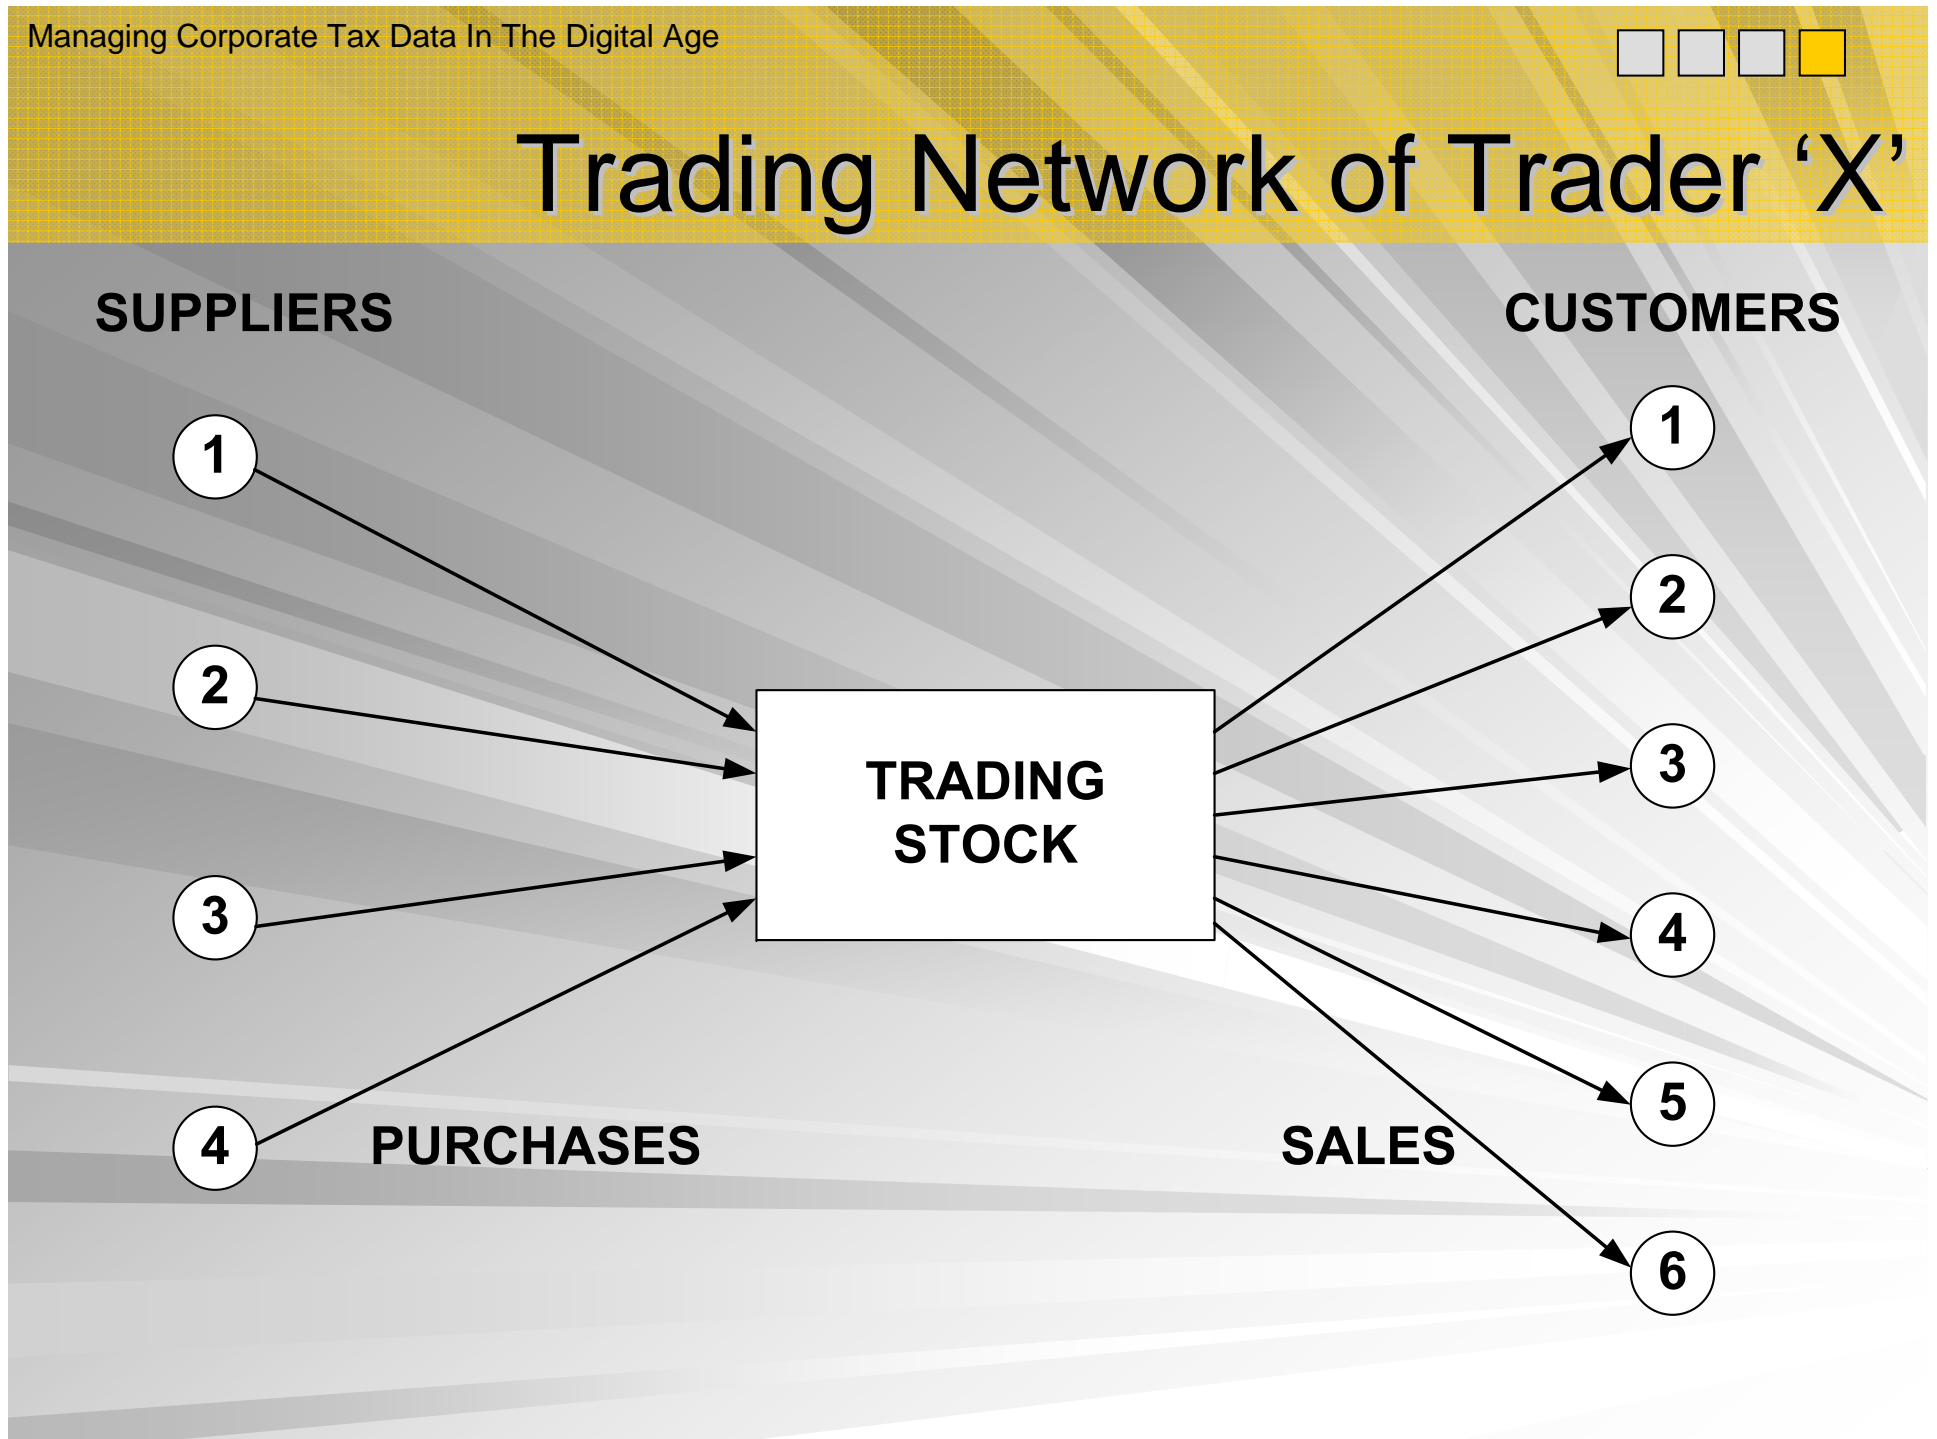 Managing Corporate Tax Data In The Digital Age
Trading Network of Trader ‘X’
SUPPLIERS
CUSTOMERS
1
2
3
4
TRADING
STOCK
1
2
3
4
5
6
PURCHASES
SALES